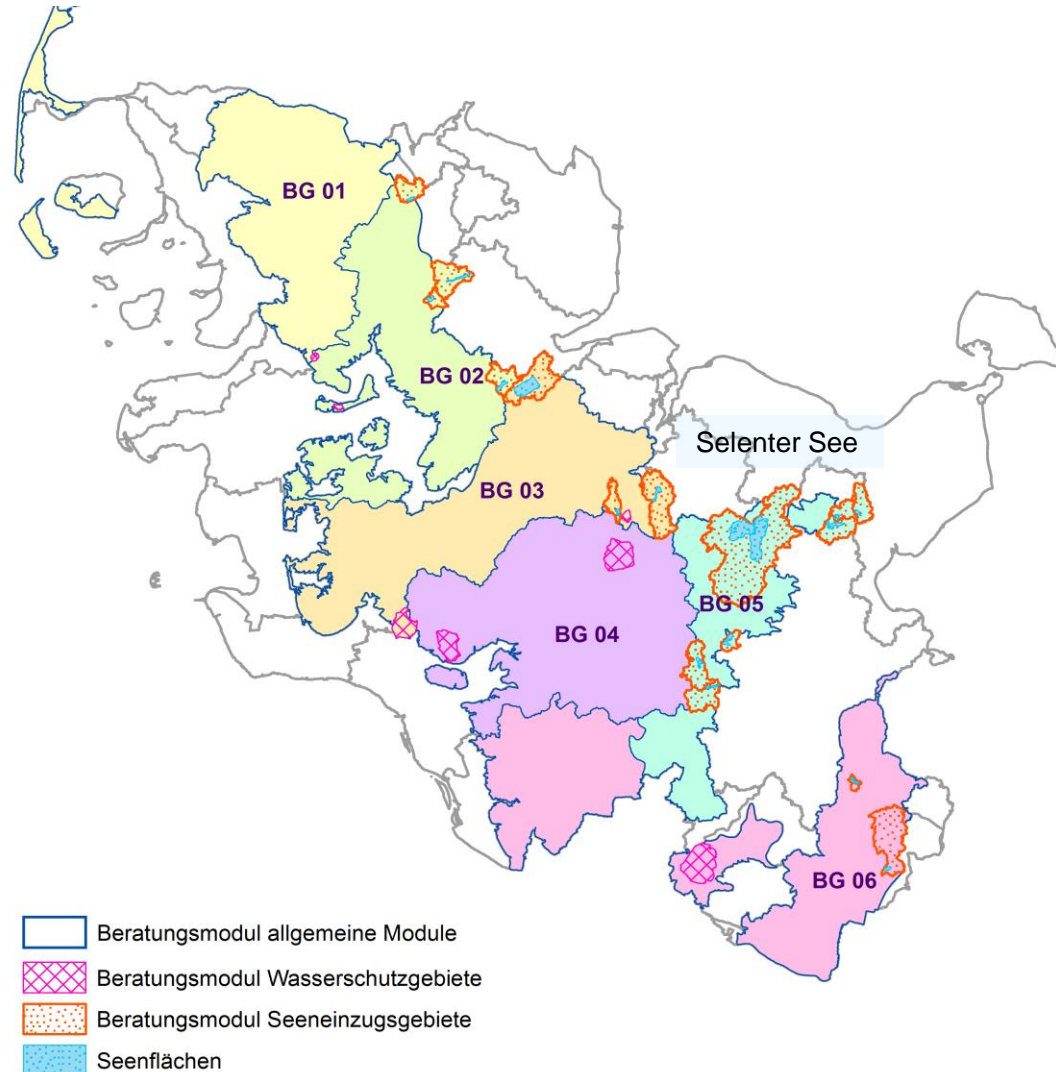 BG 01
BG 02
Selenter See
BG 03
BG 05
BG 04
BG 06
Beratungsmodul allgemeine Module
Beratungsmodul Wasserschutzgebiete
Beratungsmodul Seeneinzugsgebiete
Seenflächen